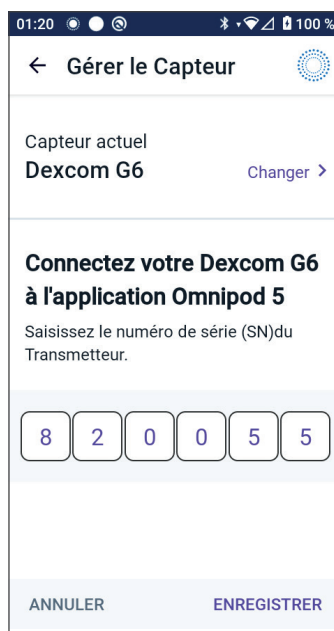 01:20 100 %
Gérer le Capteur
Capteur actuel
Dexcom G6
Changer >
Connectez votre Dexcom G6
à l'application Omnipod 5
Saisissez le numéro de série (SN)du
Transmetteur.
8 2 0 0 5 5
ANNULER ENREGISTRER